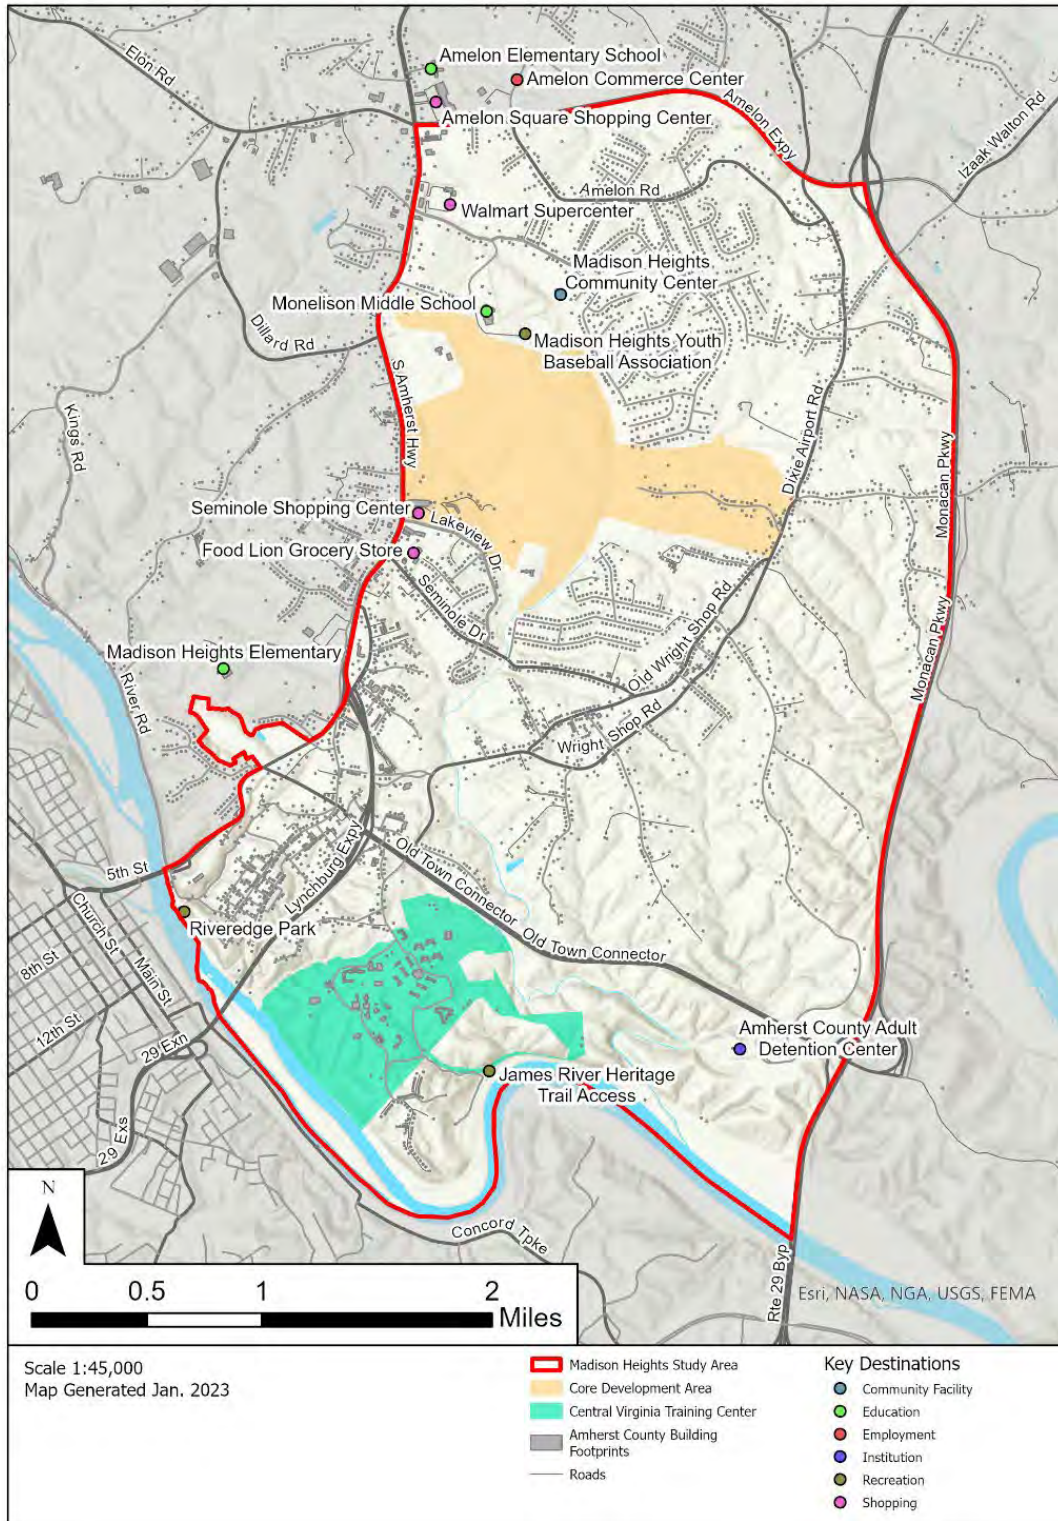 Elon Rd
Amelon Elementary School
Amelon Commerce Center
Amelon Square Shopping Center
Amelon Expy
Izaak Walton Rd
Amelon Rd
Walmart Supercenter
Madison Heights
Community Center
Monelison Middle School
Madison Heights Youth
Baseball Association
Dillard Rd
S Amherst Hwy
Kings Rd
Dixie Airport Rd
Monacan Pkwy
Seminole Shopping Center
Lakeview Dr
Food Lion Grocery Store
Seminole Dr
Old Wright Shop Rd
Monacan Pkwy
Madison Heights Elementary
River Rd
Wright Shop Rd
Lynchburg Expy
Old Town Connector
5th St
Church St
Riveredge Park
Old Town Connector
8th St
Main St
12th St
29 Exn
Amherst County Adult
Detention Center
James River Heritage
Trail Access
29 Exs
Concord Tpke
Rte 29 Byp
N
0 0.5 1 2
Miles
Esri, NASA, NGA, USGS, FEMA
Scale 1:45,000
Map Generated Jan. 2023
Madison Heights Study Area
Core Development Area
Central Virginia Training Center
Amherst County Building
Footprints
Roads
Key Destinations
Community Facility
Education
Employment
Institution
Recreation
Shopping